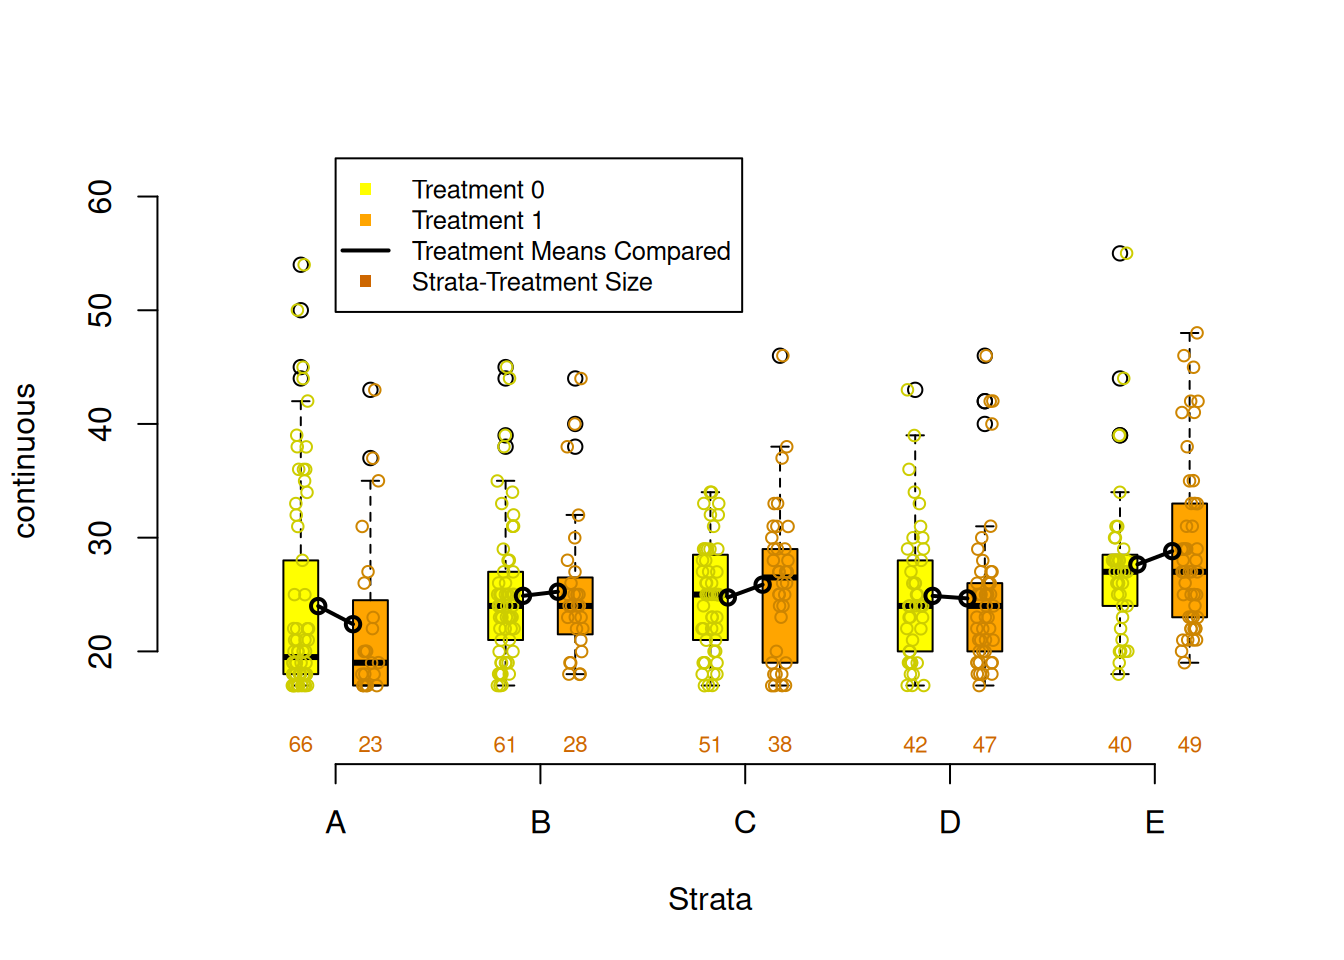 Treatment 0
Treatment 1
Treatment Means Compared
Strata-Treatment Size
continuous
60
50
40
30
20
66 23 61 28 51 38 42 47 40 49
A B C D E
Strata